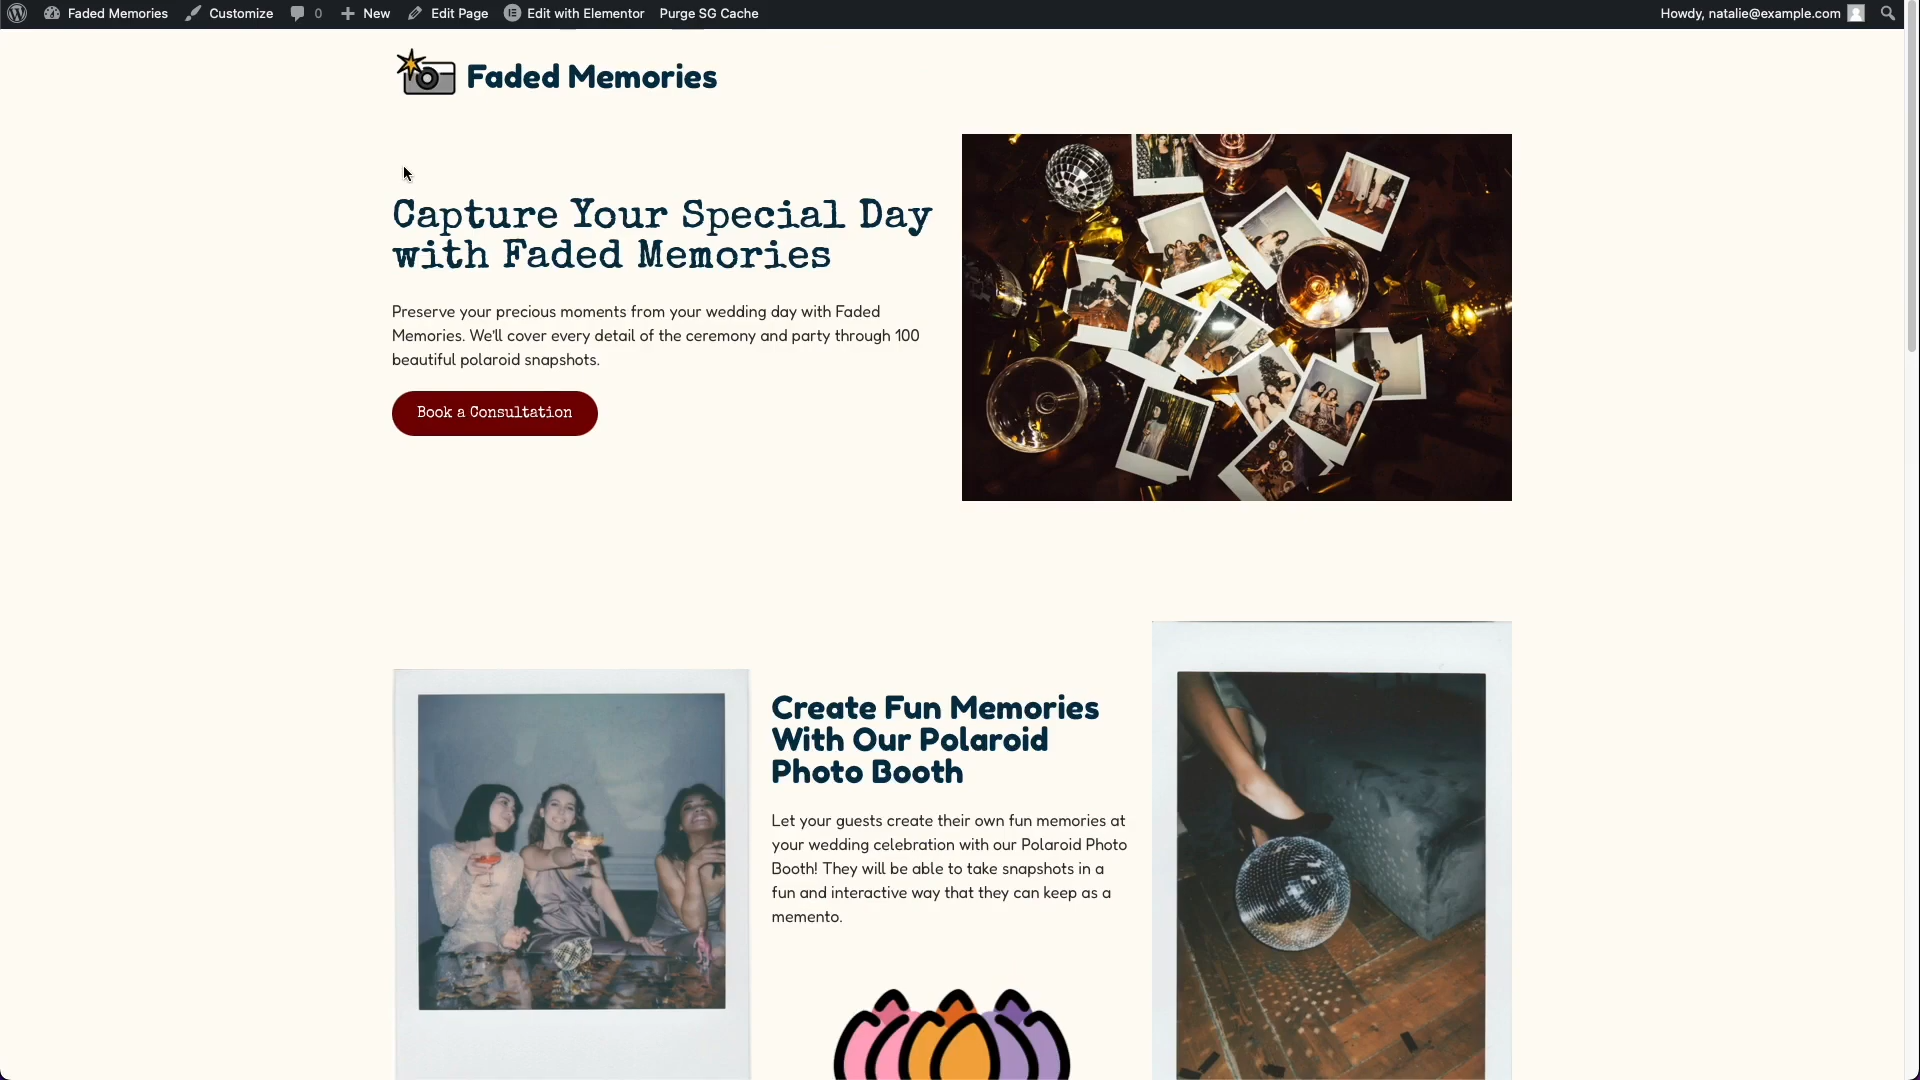 Faded Memories Customize 0 New Edit Page Edit with Elementor Purge SG Cache Howdy, natalie@example.com
Faded Memories
Capture Your Special Day
with Faded Memories
Preserve your precious moments from your wedding day with Faded
Memories. We'll cover every detail of the ceremony and party through 100
beautiful polaroid snapshots.
Book a Consultation
Create Fun Memories
With Our Polaroid
Photo Booth
Let your guests create their own fun memories at
your wedding celebration with our Polaroid Photo
Booth! They will be able to take snapshots in a
fun and interactive way that they can keep as a
memento.